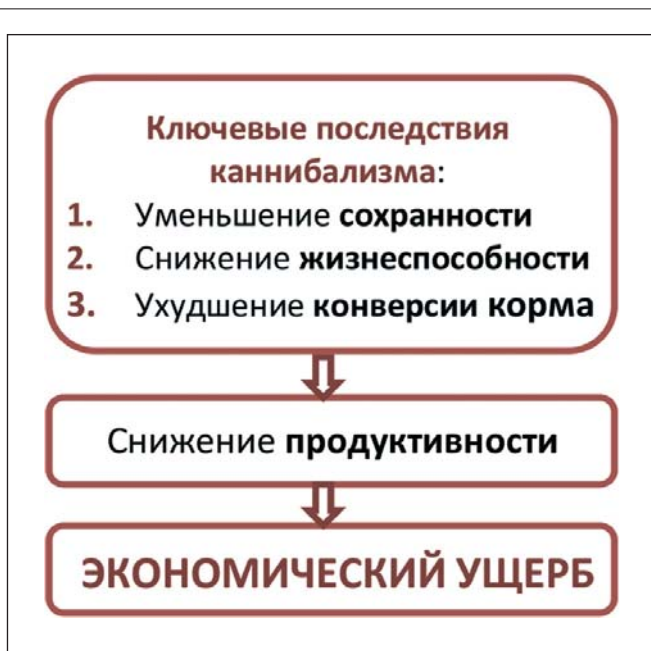 Ключевые последствия
каннибализма:
1. Уменьшение сохранности
2. Снижение жизнеспособности
3. Ухудшение конверсии корма
Снижение продуктивности
ЭКОНОМИЧЕСКИЙ УЩЕРБ